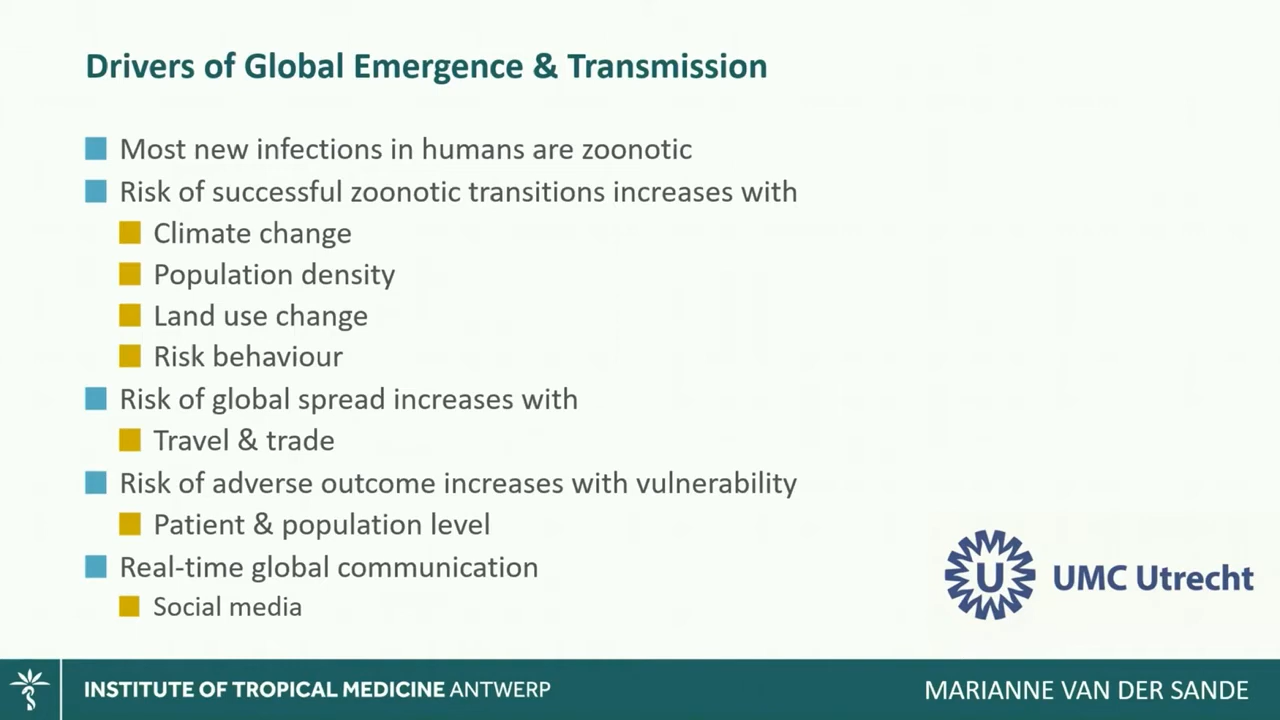 Drivers of Global Emergence & Transmission
Most new infections in humans are zoonotic
Risk of successful zoonotic transitions increases with
Climate change
Population density
Land use change
Risk behaviour
Risk of global spread increases with
Travel & trade
Risk of adverse outcome increases with vulnerability
Patient & population level
Real-time global communication
Social media
U
UMC Utrecht
INSTITUTE OF TROPICAL MEDICINE ANTWERP
MARIANNE VAN DER SANDE